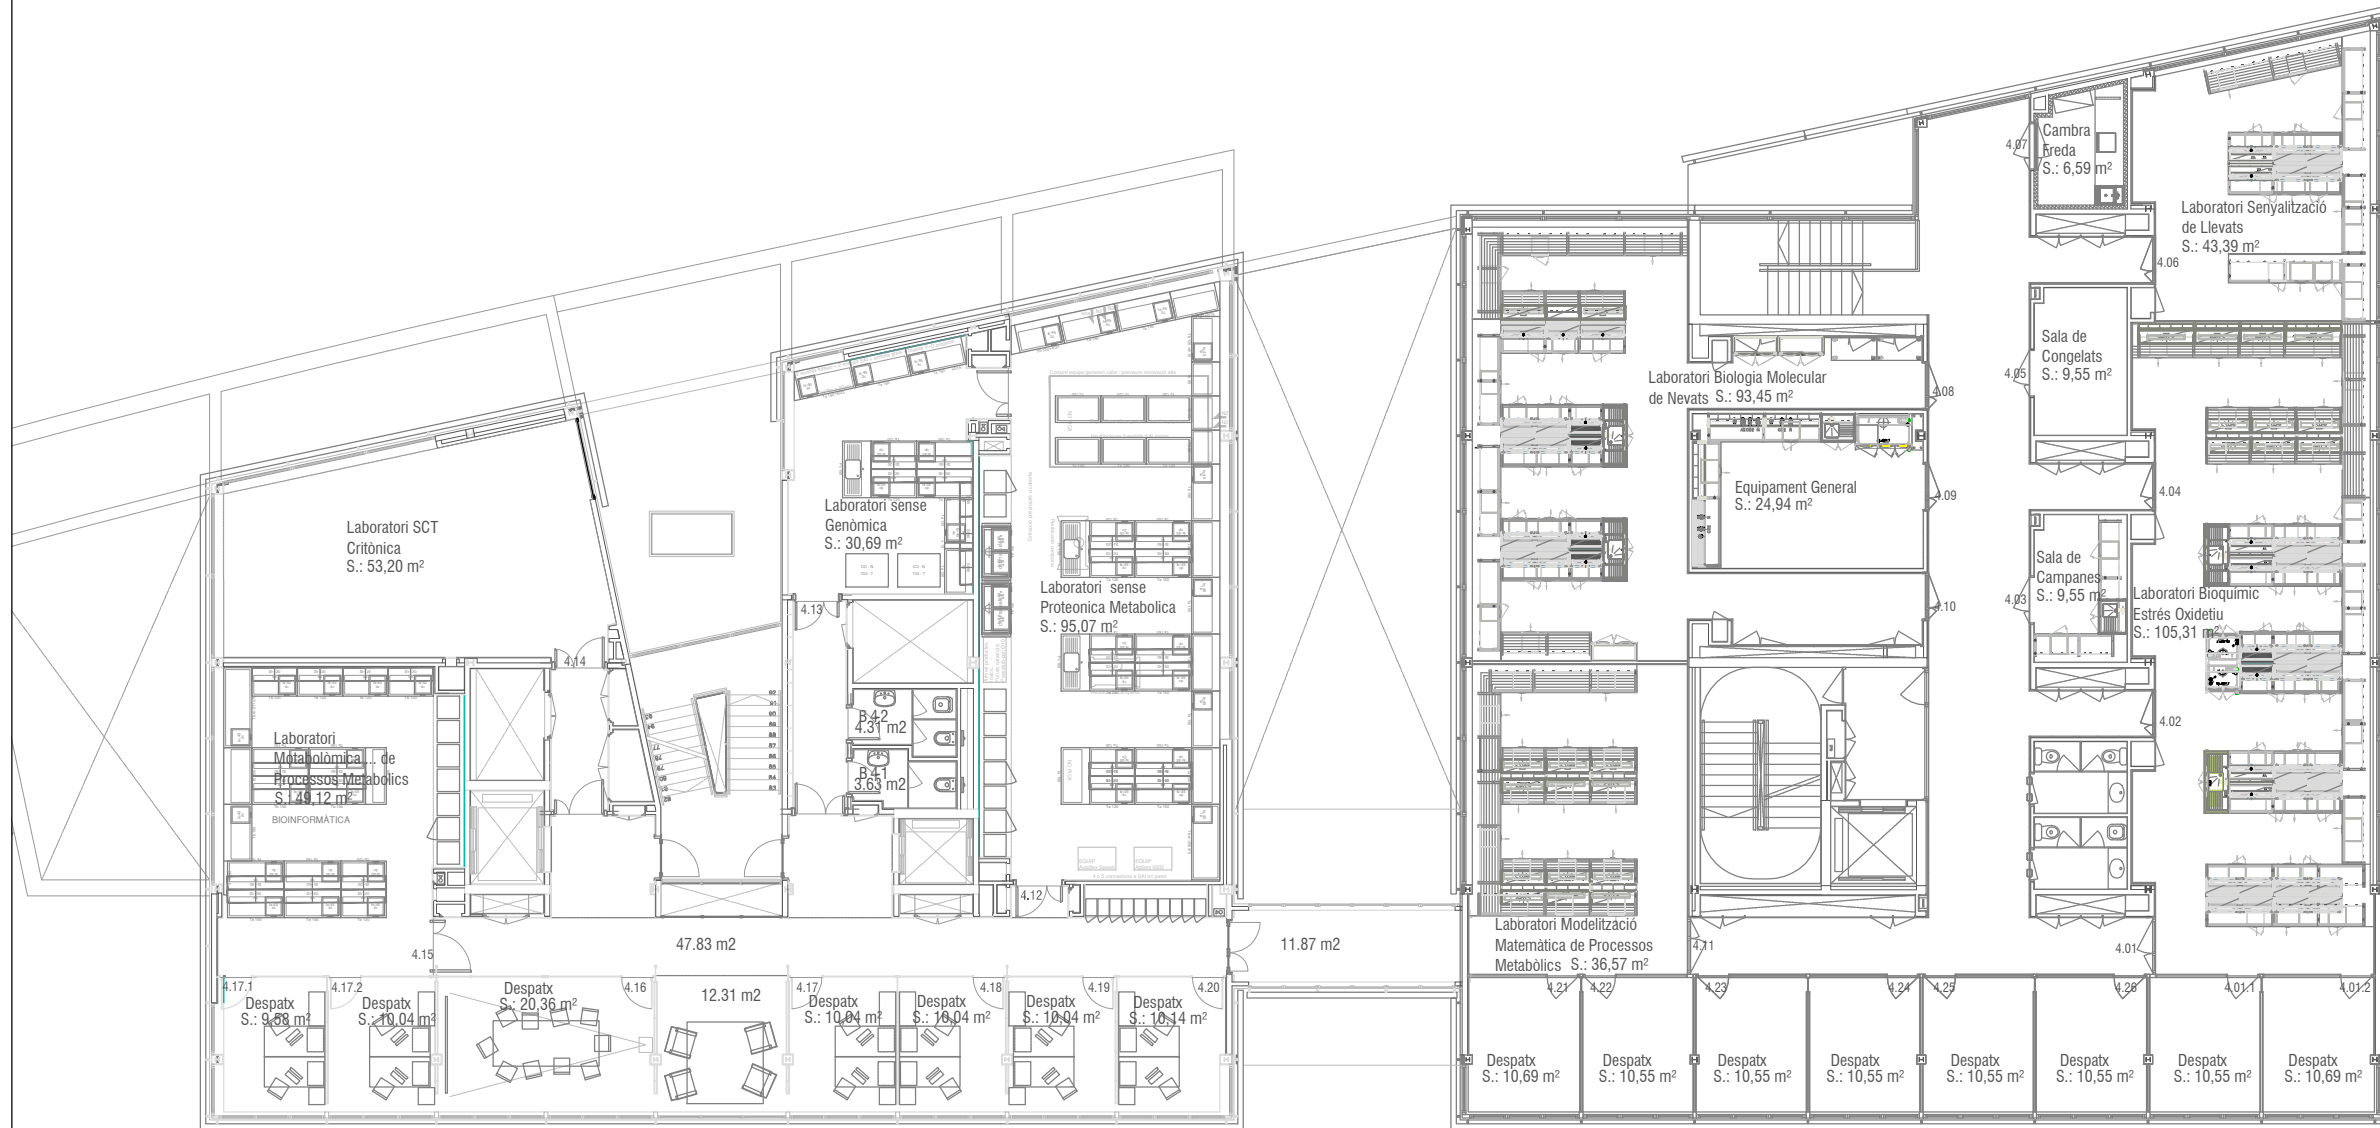 Cambra
Freda
S.: 6,59 m²
4.07
Laboratori Senyalització
de Llevats
S.: 43,39 m²
4.06
Sala de
Congelats
S.: 9,55 m²
4.05
Laboratori Biologia Molecular
de Nevats S.: 93,45 m²
4.08
Equipament General
S.: 24,94 m²
4.09
4.04
Sala de
Campanes
S.: 9,55 m²
4.03
4.10
Laboratori Bioquímic
Estrés Oxidetiu
S.: 105,31 m²
4.02
Laboratori SCT
Critònica
S.: 53,20 m²
Laboratori sense
Genòmica
S.: 30,69 m²
Laboratori sense
Proteonica Metabolica
S.: 95,07 m²
4.13
4.14
B.4.2
4.31 m2
B.4.1
3.63 m2
Laboratori
Motabolòmica ... de
Processos Metabolics
S.: 49,12 m²
BIOINFORMÀTICA
4.12
4.15
47.83 m2
11.87 m2
Laboratori Modelització
Matemàtica de Processos
Metabòlics S.: 36,57 m²
4.11
4.01
4.17.1
Despatx
S.: 9,58 m²
4.17.2
Despatx
S.: 10,04 m²
Despatx
S.: 20,36 m²
4.16
12.31 m2
4.17
Despatx
S.: 10,04 m²
Despatx
S.: 10,04 m²
4.18
Despatx
S.: 10,04 m²
4.19
Despatx
S.: 10,14 m²
4.20
4.21
4.22
4.23
4.24
4.25
4.26
4.01.1
4.01.2
Despatx
S.: 10,69 m²
Despatx
S.: 10,55 m²
Despatx
S.: 10,55 m²
Despatx
S.: 10,55 m²
Despatx
S.: 10,55 m²
Despatx
S.: 10,55 m²
Despatx
S.: 10,55 m²
Despatx
S.: 10,69 m²